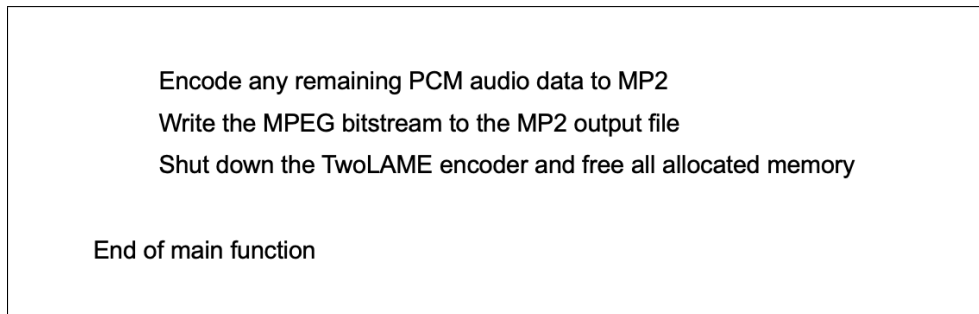 Encode any remaining PCM audio data to MP2
Write the MPEG bitstream to the MP2 output file
Shut down the TwoLAME encoder and free all allocated memory
End of main function